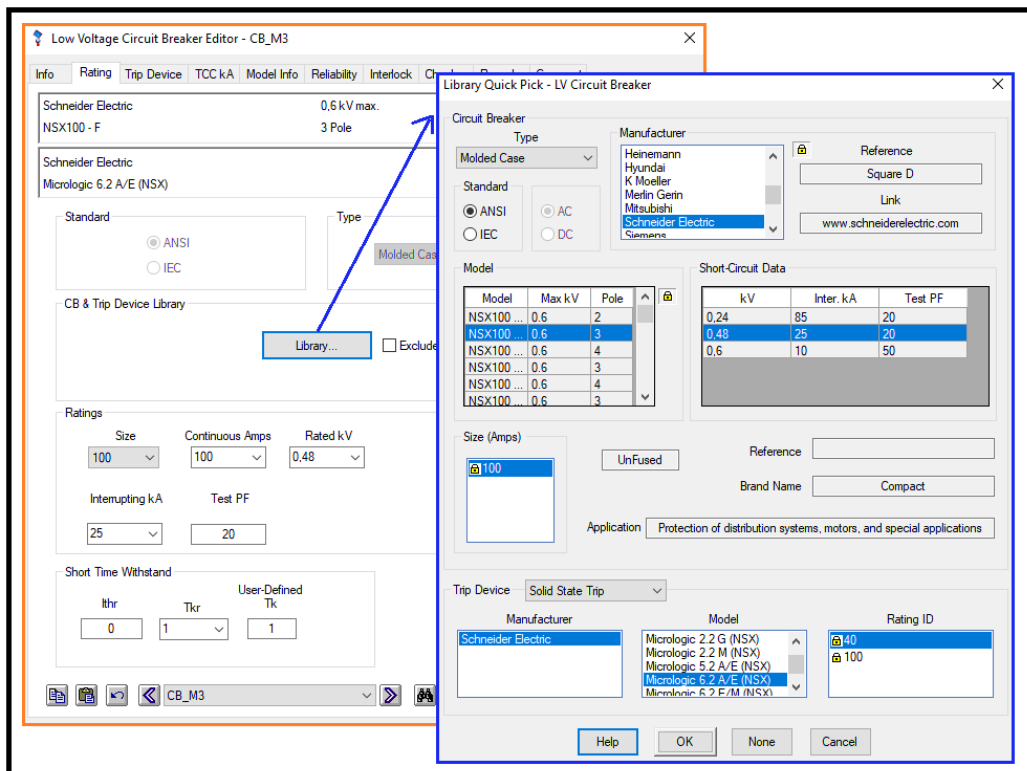 Low Voltage Circuit Breaker Editor - CB_M3
Info Rating Trip Device TCC kA Model Info Reliability Interlock
Schneider Electric 0,6 kV max.
NSX100 - F 3 Pole
Schneider Electric
Micrologic 6.2 A/E (NSX)
Standard
ANSI
IEC
Type
Molded Cas
CB & Trip Device Library
Library... Exclude
Ratings
Size Continuous Amps Rated kV
100 100 0,48
Interrupting kA Test PF
25 20
Short Time Withstand
User-Defined
Ithr Tkr Tk
0 1 1
CB_M3
Library Quick Pick - LV Circuit Breaker
Circuit Breaker
Type
Molded Case
Standard
ANSI
IEC
AC
DC
Manufacturer
Heinemann
Hyundai
K Moeller
Merlin Gerin
Mitsubishi
Schneider Electric
Siemens
Reference
Square D
Link
www.schneiderelectric.com
Model
Model Max kV Pole
NSX100 ... 0.6 2
NSX100 ... 0.6 3
NSX100 ... 0.6 4
NSX100 ... 0.6 3
NSX100 ... 0.6 4
NSX100 ... 0.6 3
Short-Circuit Data
kV Inter. kA Test PF
0,24 85 20
0,48 25 20
0,6 10 50
Size (Amps)
100
UnFused
Reference
Brand Name Compact
Application Protection of distribution systems, motors, and special applications
Trip Device Solid State Trip
Manufacturer
Schneider Electric
Model
Micrologic 2.2 G (NSX)
Micrologic 2.2 M (NSX)
Micrologic 5.2 A/E (NSX)
Micrologic 6.2 A/E (NSX)
Micrologic 6.2 E/M (NSX)
Rating ID
40
100
Help OK None Cancel